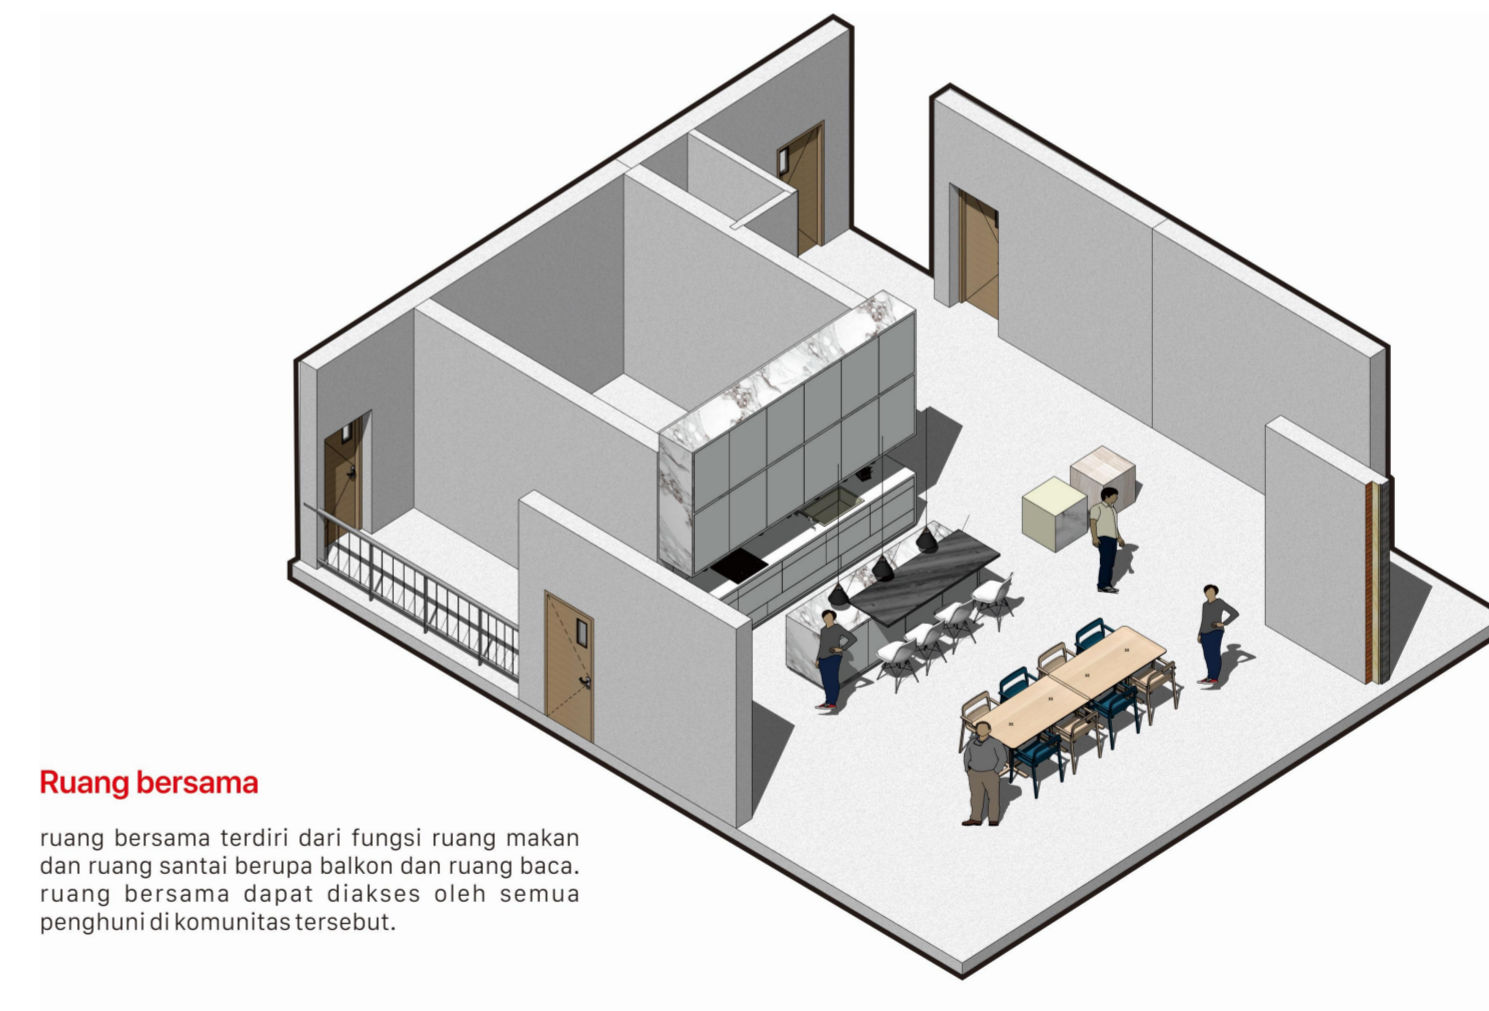 Ruang bersama
ruang bersama terdiri dari fungsi ruang makan
dan ruang santai berupa balkon dan ruang baca.
ruang bersama dapat diakses oleh semua
penghuni di komunitas tersebut.